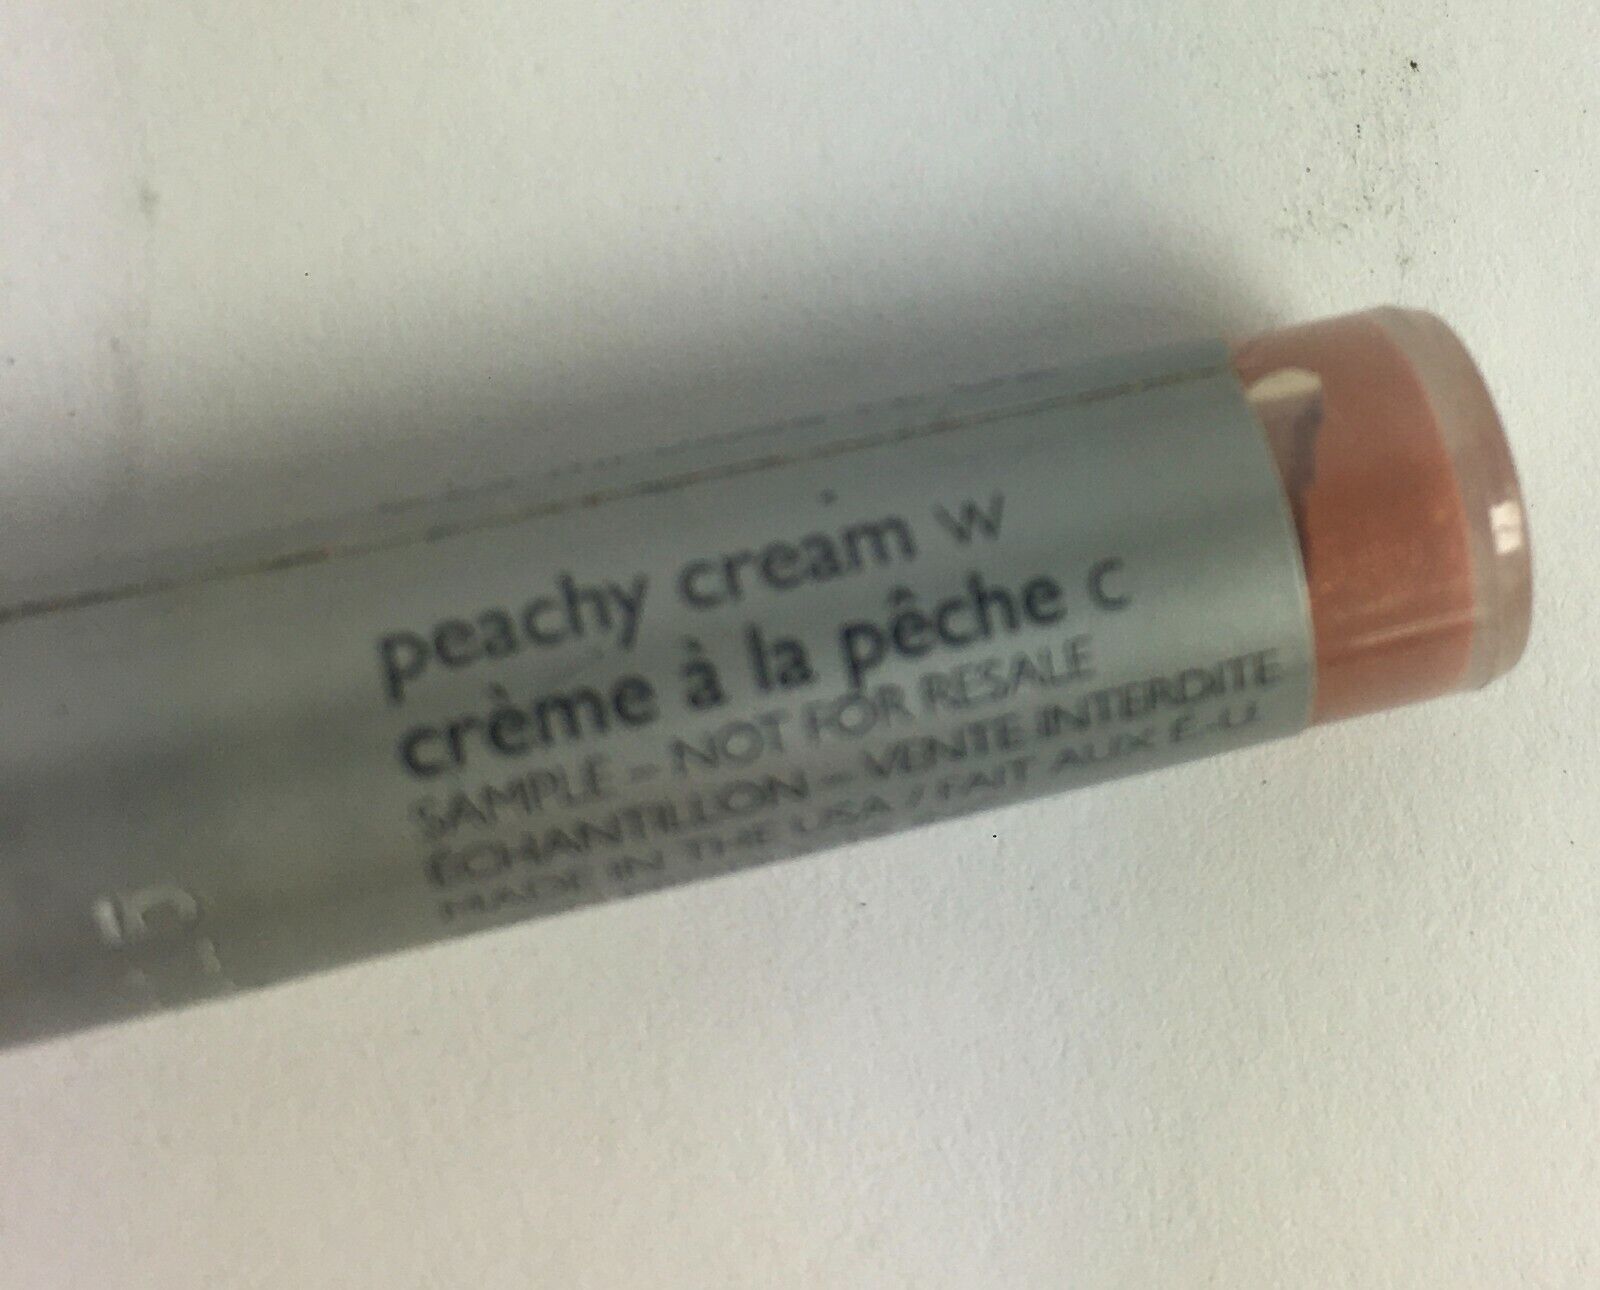 peachy cream W
crème à la pêche C
SAMPLE – NOT FOR RESALE
ÉCHANTILLON – VENTE INTERDITE
MADE IN THE USA / FAIT AUX É.-U.